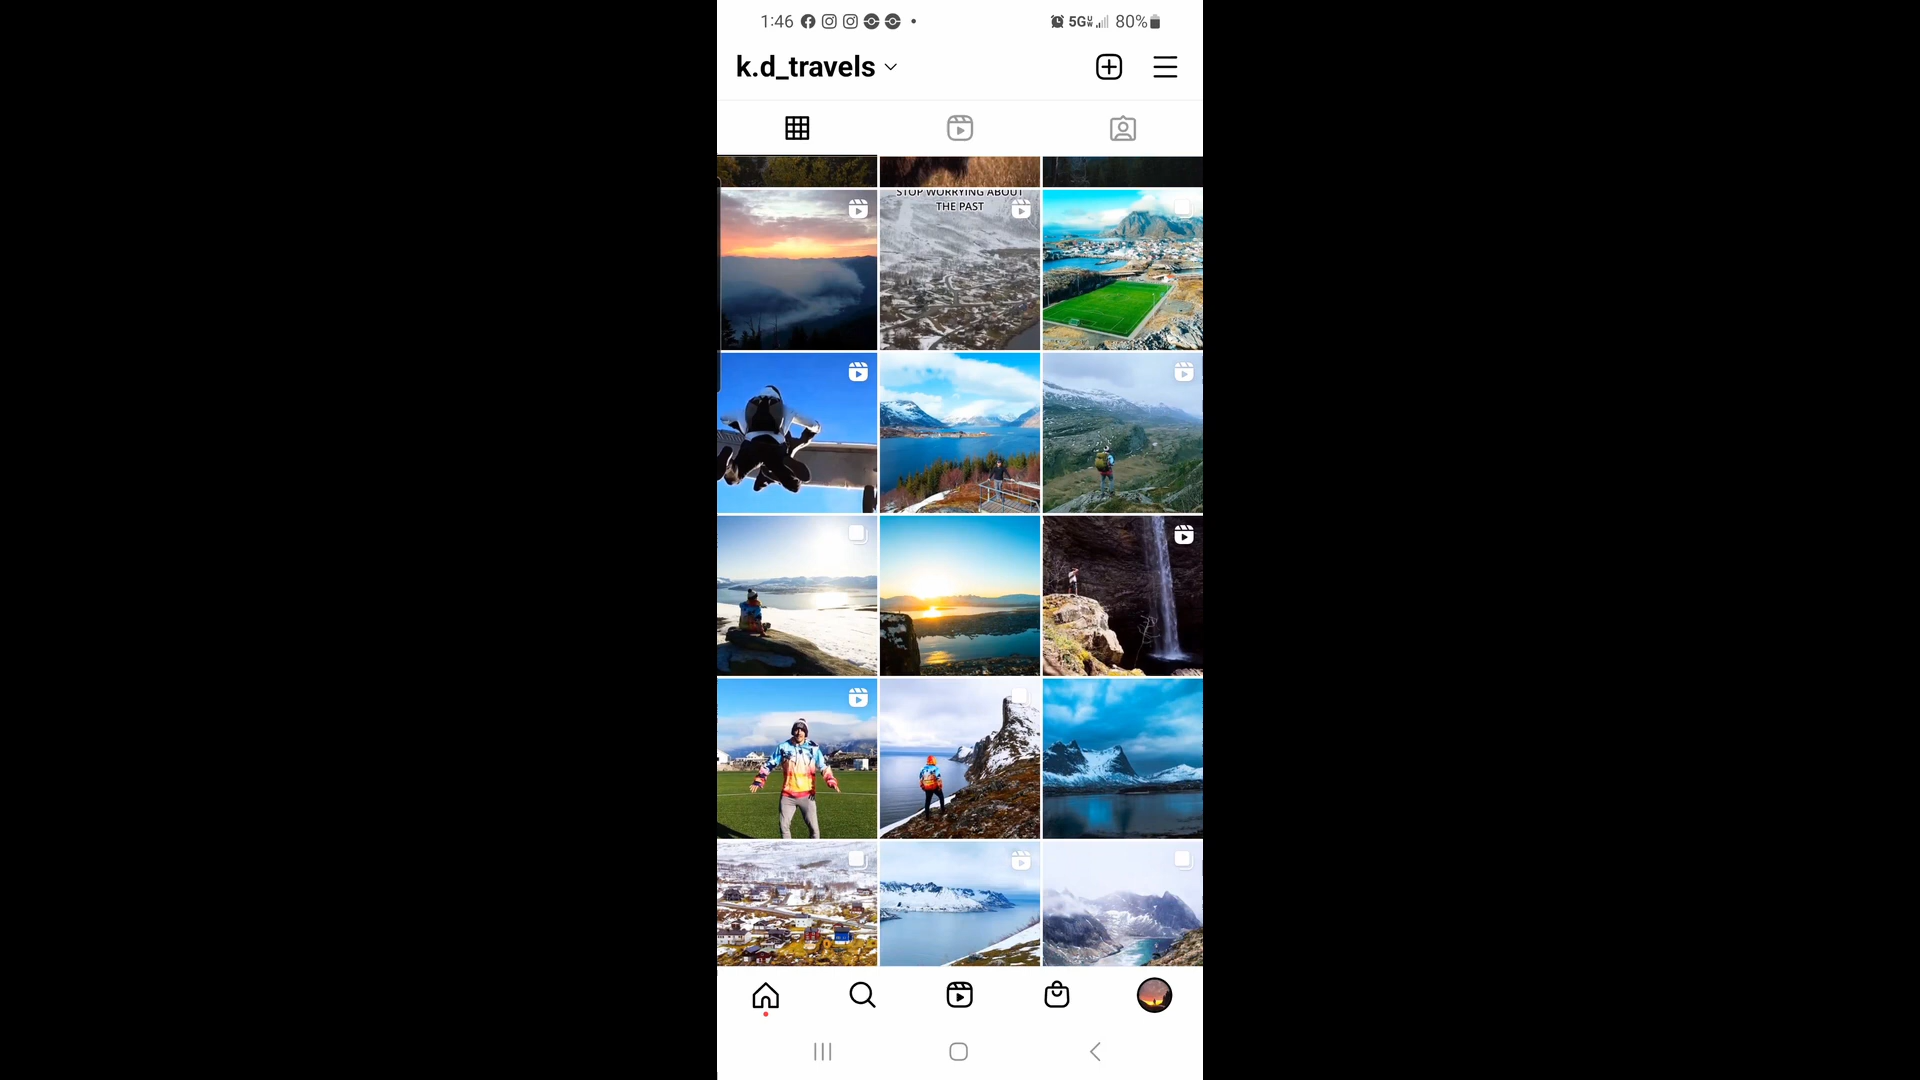 1:46
5G
80%
k.d_travels
STOP WORRYING ABOUT
THE PAST